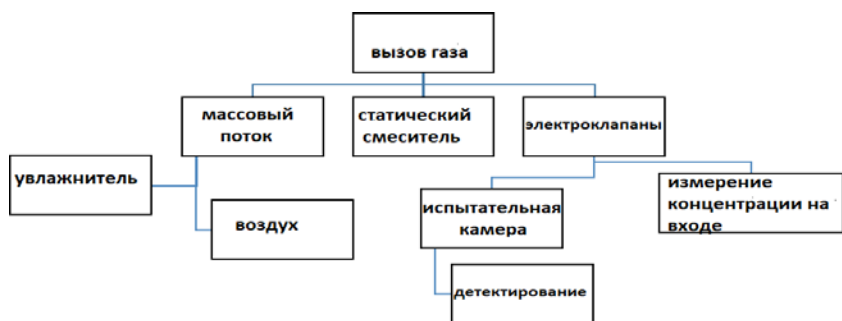 вызов газа
массовый
поток
статический
смеситель
электроклапаны
увлажнитель
воздух
испытательная
камера
измерение
концентрации на
входе
детектирование